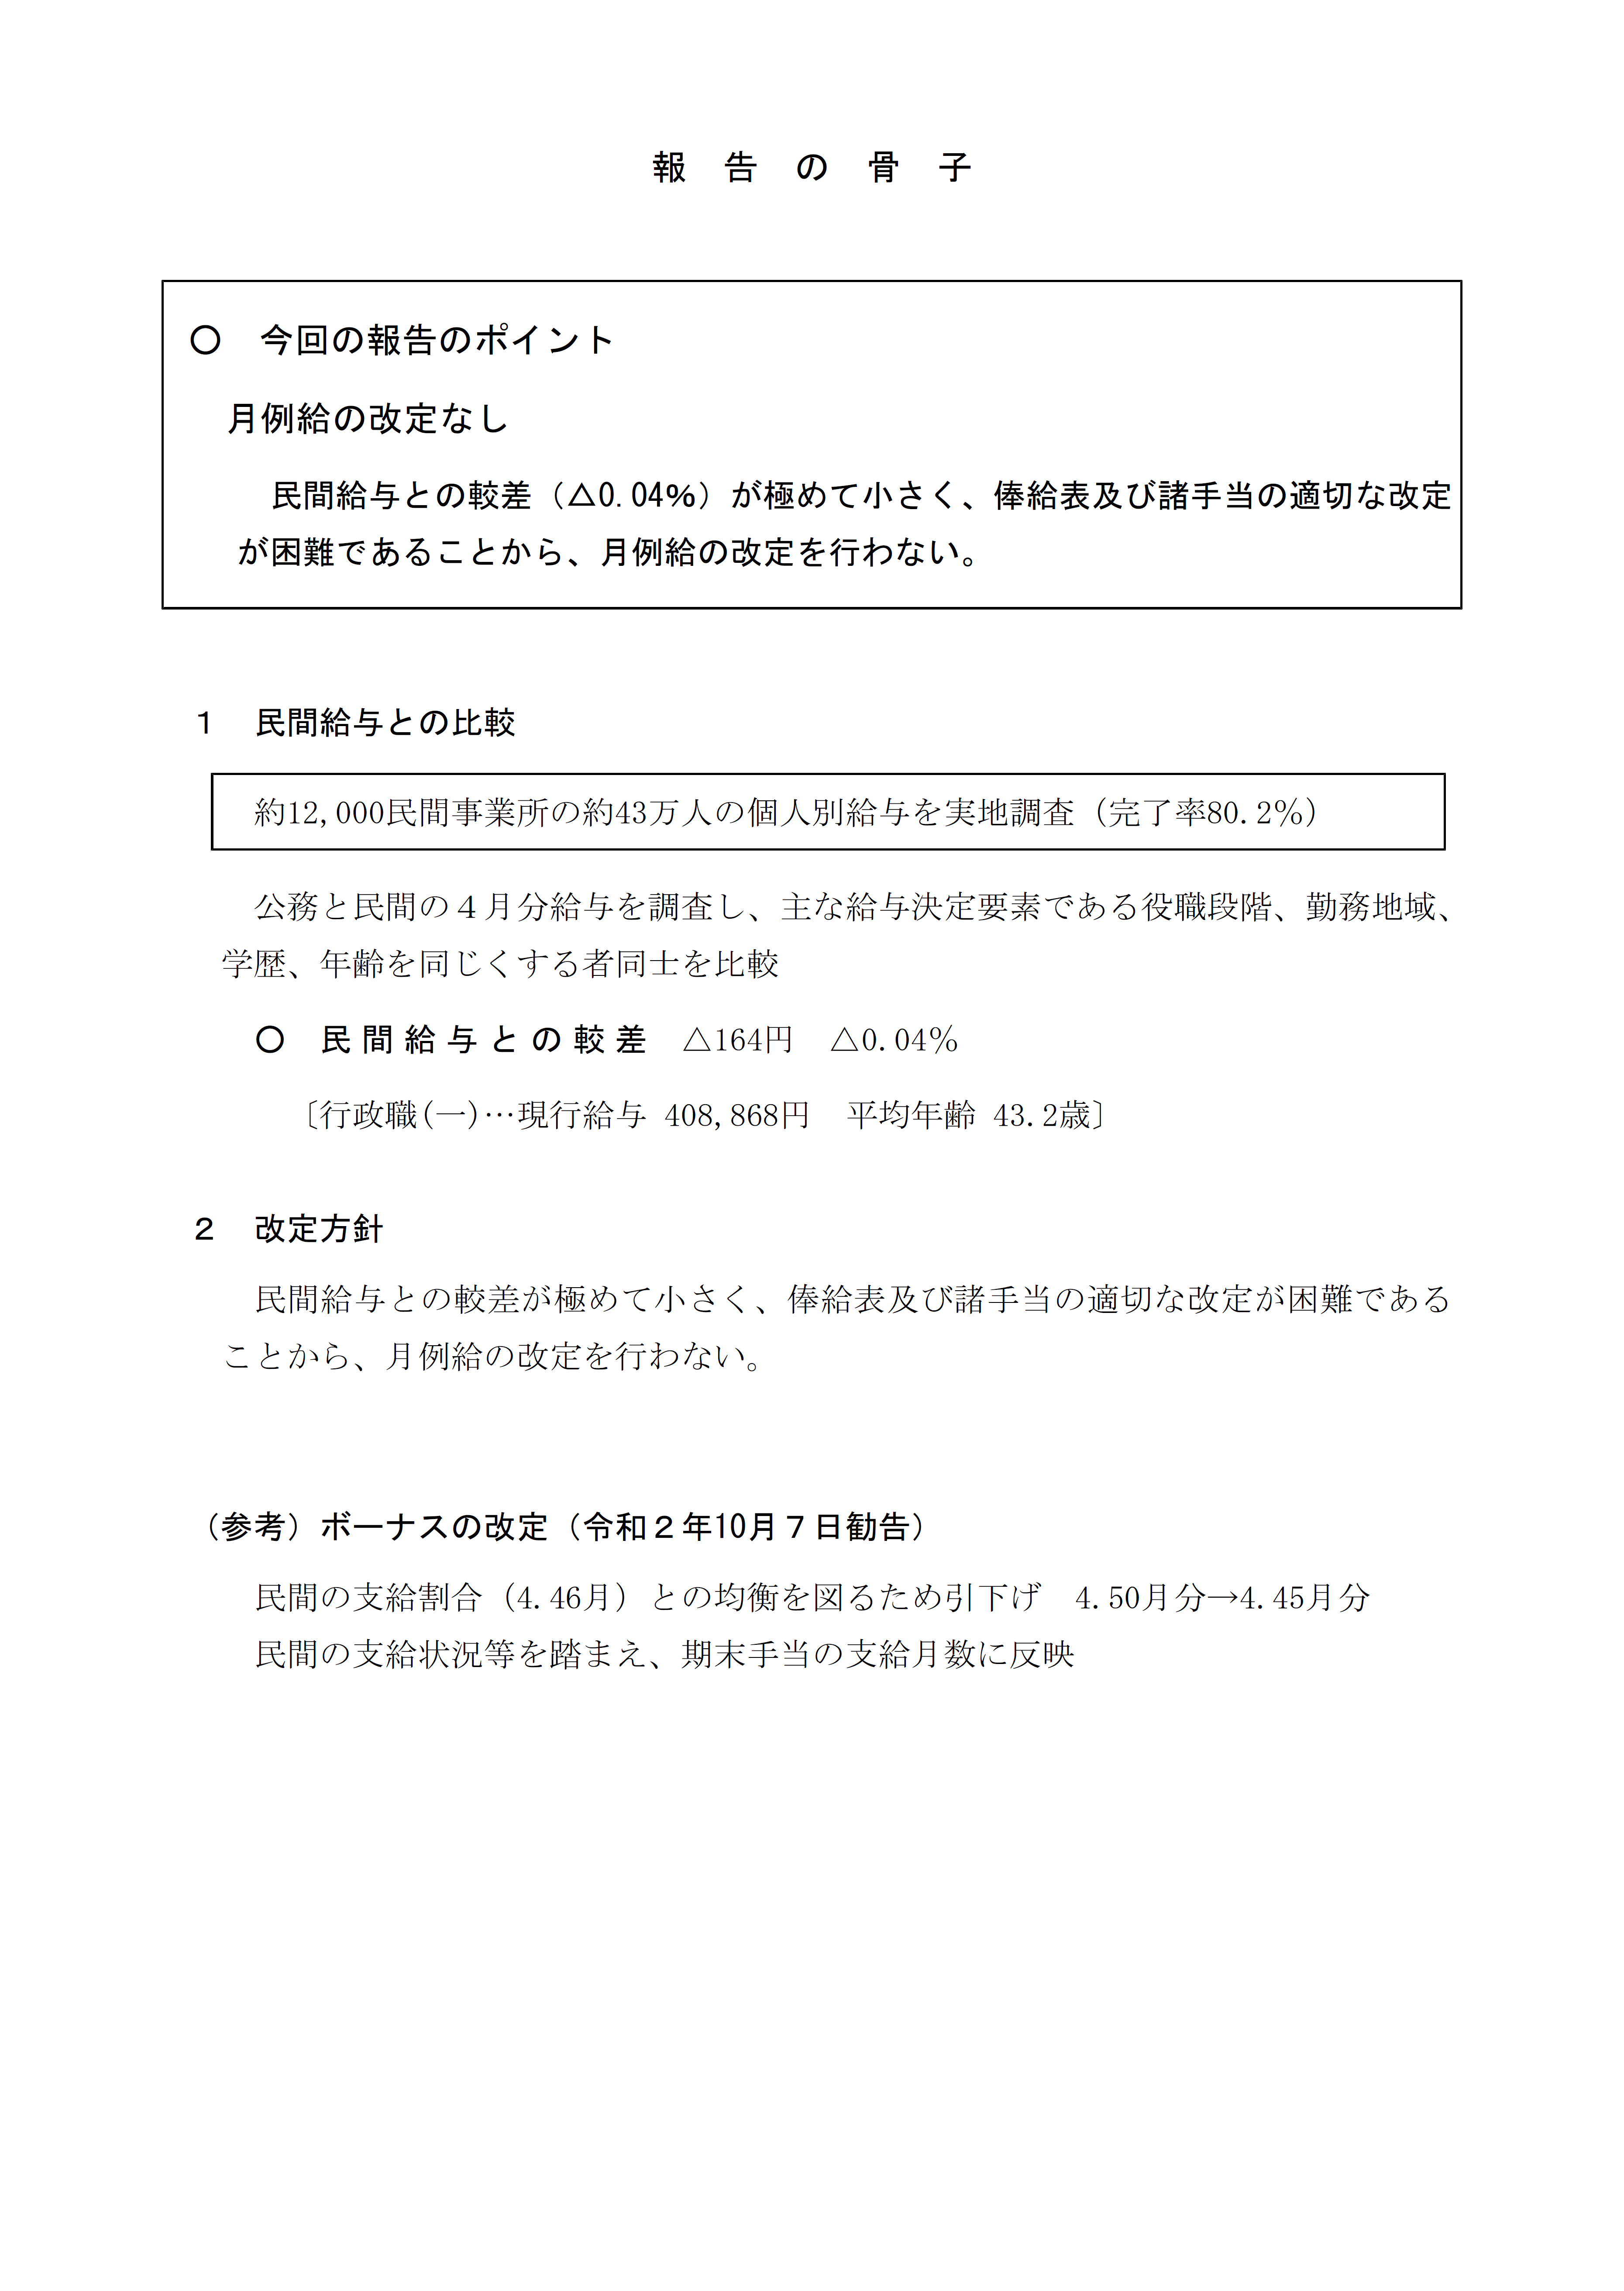 報　告　の　骨　子
○　今回の報告のポイント
月例給の改定なし
民間給与との較差（△0.04％）が極めて小さく、俸給表及び諸手当の適切な改定
が困難であることから、月例給の改定を行わない。
１　民間給与との比較
約12,000民間事業所の約43万人の個人別給与を実地調査（完了率80.2％）
公務と民間の４月分給与を調査し、主な給与決定要素である役職段階、勤務地域、
学歴、年齢を同じくする者同士を比較
○　民間給与との較差　△164円　△0.04％
〔行政職(一)…現行給与 408,868円　平均年齢 43.2歳〕
２　改定方針
民間給与との較差が極めて小さく、俸給表及び諸手当の適切な改定が困難である
ことから、月例給の改定を行わない。
（参考）ボーナスの改定（令和２年10月７日勧告）
民間の支給割合（4.46月）との均衡を図るため引下げ　4.50月分→4.45月分
民間の支給状況等を踏まえ、期末手当の支給月数に反映